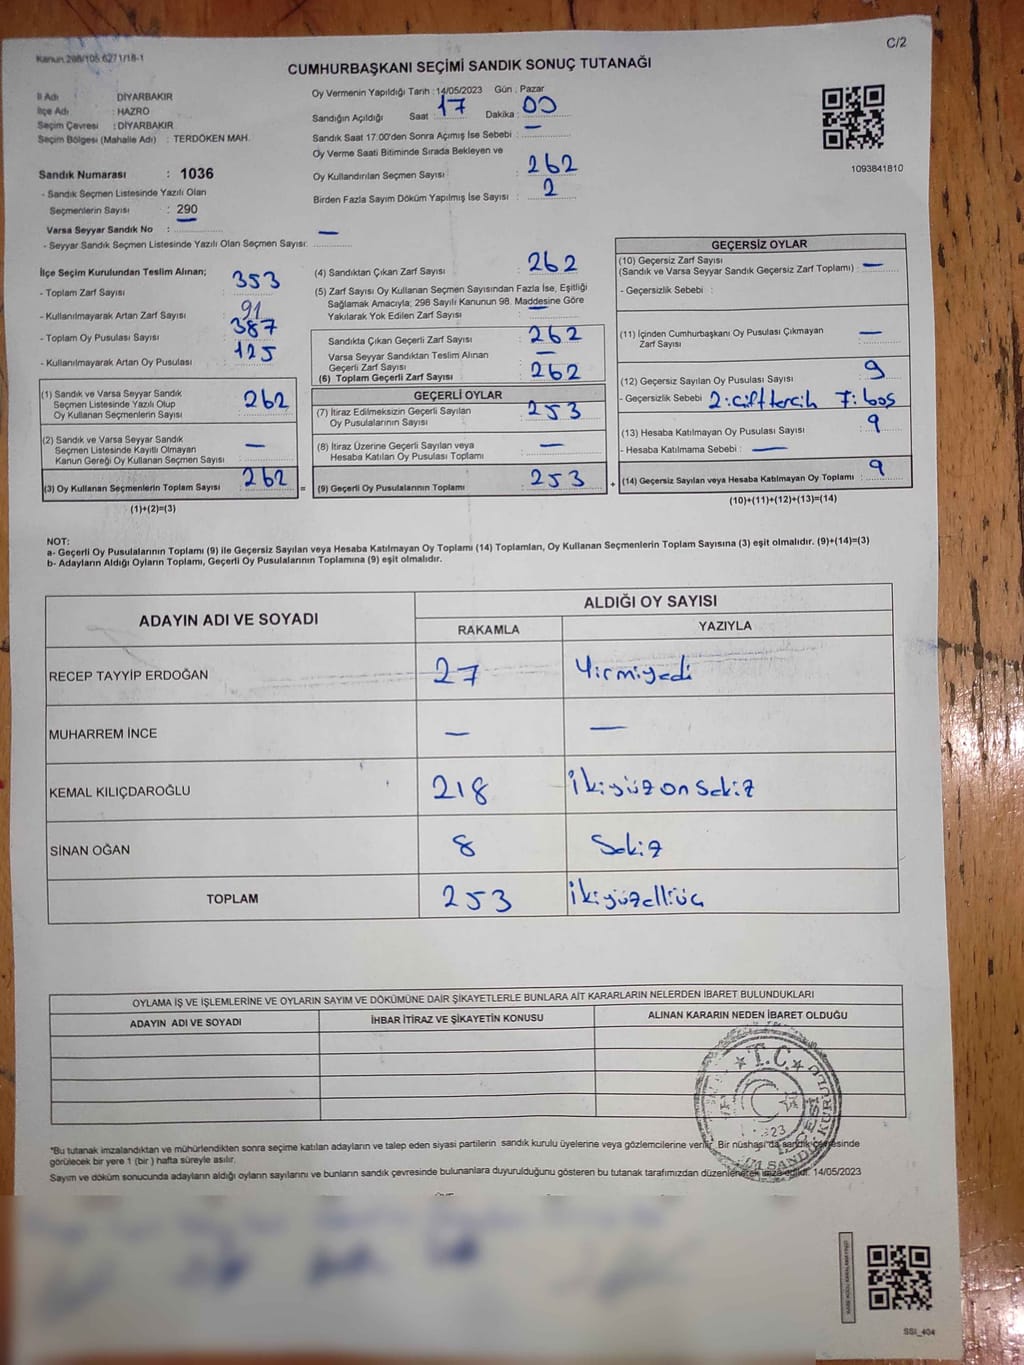 Kanun 298/105.6271/18-1
C/2
CUMHURBAŞKANI SEÇİMİ SANDIK SONUÇ TUTANAĞI
İl Adı : DİYARBAKIR
İlçe Adı : HAZRO
Seçim Çevresi : DİYARBAKIR
Seçim Bölgesi (Mahalle Adı) : TERDÖKEN MAH.
Oy Vermenin Yapıldığı Tarih : 14/05/2023 Gün : Pazar
Sandığın Açıldığı Saat : 17 Dakika : 00
Sandık Saat 17:00'den Sonra Açımış İse Sebebi : —
Oy Verme Saati Bitiminde Sırada Bekleyen ve
Oy Kullandırılan Seçmen Sayısı : 262
Birden Fazla Sayım Döküm Yapılmış İse Sayısı : 2
1093841810
Sandık Numarası : 1036
- Sandık Seçmen Listesinde Yazılı Olan
Seçmenlerin Sayısı : 290
Varsa Seyyar Sandık No : —
- Seyyar Sandık Seçmen Listesinde Yazılı Olan Seçmen Sayısı: —
İlçe Seçim Kurulundan Teslim Alınan;
- Toplam Zarf Sayısı : 353
- Kullanılmayarak Artan Zarf Sayısı : 91
- Toplam Oy Pusulası Sayısı : 387
- Kullanılmayarak Artan Oy Pusulası : 125
(1) Sandık ve Varsa Seyyar Sandık
Seçmen Listesinde Yazılı Olup
Oy Kullanan Seçmenlerin Sayısı : 262
(2) Sandık ve Varsa Seyyar Sandık
Seçmen Listesinde Kayıtlı Olmayan
Kanun Gereği Oy Kullanan Seçmen Sayısı : —
(3) Oy Kullanan Seçmenlerin Toplam Sayısı : 262
(1)+(2)=(3)
(4) Sandıktan Çıkan Zarf Sayısı : 262
(5) Zarf Sayısı Oy Kullanan Seçmen Sayısından Fazla İse, Eşitliği
Sağlamak Amacıyla; 298 Sayılı Kanunun 98. Maddesine Göre
Yakılarak Yok Edilen Zarf Sayısı : —
Sandıkta Çıkan Geçerli Zarf Sayısı : 262
Varsa Seyyar Sandıktan Teslim Alınan
Geçerli Zarf Sayısı : —
(6) Toplam Geçerli Zarf Sayısı : 262
GEÇERLİ OYLAR
(7) İtiraz Edilmeksizin Geçerli Sayılan
Oy Pusulalarının Sayısı : 253
(8) İtiraz Üzerine Geçerli Sayılan veya
Hesaba Katılan Oy Pusulası Toplamı : —
= (9) Geçerli Oy Pusulalarının Toplamı : 253
GEÇERSİZ OYLAR
(10) Geçersiz Zarf Sayısı
(Sandık ve Varsa Seyyar Sandık Geçersiz Zarf Toplamı) : —
- Geçersizlik Sebebi :
(11) İçinden Cumhurbaşkanı Oy Pusulası Çıkmayan
Zarf Sayısı : —
(12) Geçersiz Sayılan Oy Pusulası Sayısı : 9
- Geçersizlik Sebebi 2:çift tercih 7:boş
(13) Hesaba Katılmayan Oy Pusulası Sayısı : 9
- Hesaba Katılmama Sebebi : —
+ (14) Geçersiz Sayılan veya Hesaba Katılmayan Oy Toplamı : 9
(10)+(11)+(12)+(13)=(14)
NOT:
a- Geçerli Oy Pusulalarının Toplamı (9) ile Geçersiz Sayılan veya Hesaba Katılmayan Oy Toplamı (14) Toplamları, Oy Kullanan Seçmenlerin Toplam Sayısına (3) eşit olmalıdır. (9)+(14)=(3)
b- Adayların Aldığı Oyların Toplamı, Geçerli Oy Pusulalarının Toplamına (9) eşit olmalıdır.
ADAYIN ADI VE SOYADI
ALDIĞI OY SAYISI
RAKAMLA YAZIYLA
RECEP TAYYİP ERDOĞAN 27 Yirmiyedi
MUHARREM İNCE — —
KEMAL KILIÇDAROĞLU 218 İkiyüz on Sekiz
SİNAN OĞAN 8 Sekiz
TOPLAM 253 İkiyüzelliüç
OYLAMA İŞ VE İŞLEMLERİNE VE OYLARIN SAYIM VE DÖKÜMÜNE DAİR ŞİKAYETLERLE BUNLARA AİT KARARLARIN NELERDEN İBARET BULUNDUKLARI
ADAYIN ADI VE SOYADI İHBAR İTİRAZ VE ŞİKAYETİN KONUSU ALINAN KARARIN NEDEN İBARET OLDUĞU
T.C.
*Bu tutanak imzalandıktan ve mühürlendikten sonra seçime katılan adayların ve talep eden siyasi partilerin sandık kurulu üyelerine veya gözlemcilerine verilir. Bir nüshası da sandık çevresinde
görülecek bir yere 1 (bir) hafta süreyle asılır.
Sayım ve döküm sonucunda adayların aldığı oyların sayılarını ve bunların sandık çevresinde bulunanlara duyurulduğunu gösteren bu tutanak tarafımızdan düzenlenerek imza edildi. 14/05/2023
SSI_404